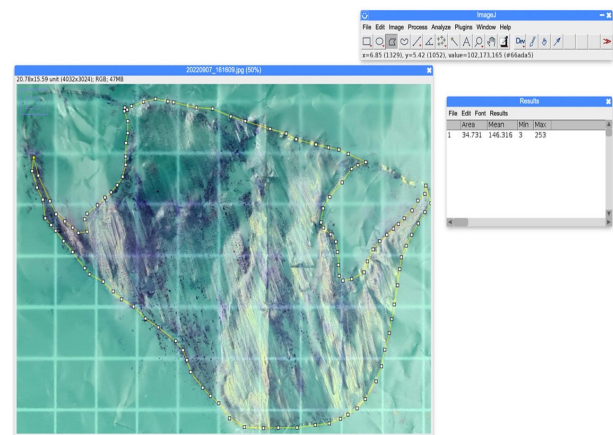 ImageJ
File Edit Image Process Analyze Plugins Window Help
A
Dev
x=6.85 (1329), y=5.42 (1052), value=102,173,165 (#66ada5)
20220907_161609.jpg (50%)
20.78x15.59 unit (4032x3024); RGB; 47MB
Results
File Edit Font Results
Area Mean Min Max
1 34.731 146.316 3 253